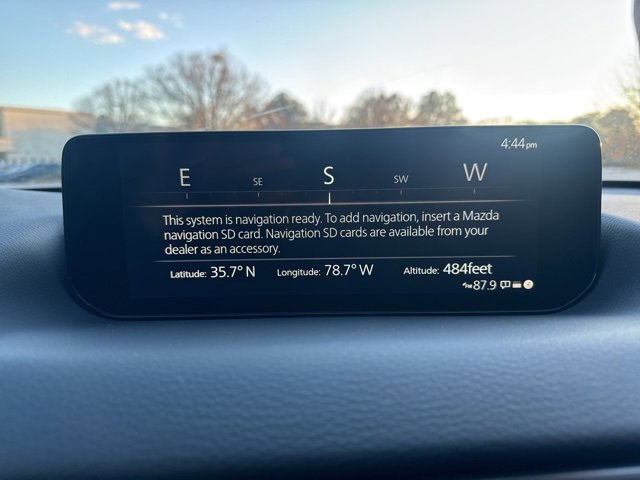 4:44pm
E SE S SW W
This system is navigation ready. To add navigation, insert a Mazda
navigation SD card. Navigation SD cards are available from your
dealer as an accessory.
Latitude: 35.7° N Longitude: 78.7° W Altitude: 484feet
87.9